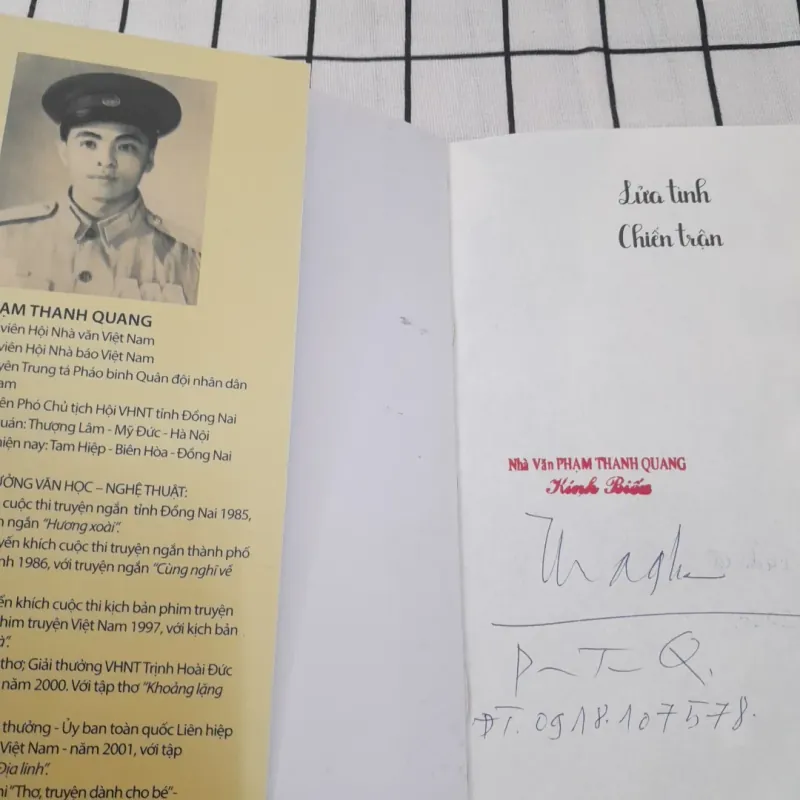 ẠM THANH QUANG
viên Hội Nhà văn Việt Nam
viên Hội Nhà báo Việt Nam
yên Trung tá Pháo binh Quân đội nhân dân
am
ên Phó Chủ tịch Hội VHNT tỉnh Đồng Nai
uán: Thượng Lâm - Mỹ Đức - Hà Nội
hiện nay: Tam Hiệp - Biên Hòa - Đồng Nai
ƯỞNG VĂN HỌC – NGHỆ THUẬT:
cuộc thi truyện ngắn tỉnh Đồng Nai 1985,
n ngắn "Hương xoài".
yến khích cuộc thi truyện ngắn thành phố
nh 1986, với truyện ngắn "Cùng nghỉ về
ến khích cuộc thi kịch bản phim truyện
him truyện Việt Nam 1997, với kịch bản
à".
thơ; Giải thưởng VHNT Trịnh Hoài Đức
năm 2000. Với tập thơ "Khoảng lặng
thưởng - Ủy ban toàn quốc Liên hiệp
Việt Nam - năm 2001, với tập
Địa linh".
hi "Thơ, truyện dành cho bé"-
Lửa tình
Chiến trận
Nhà Văn PHẠM THANH QUANG
Kính Biếu
P T Q.
ĐT. 0918.107578.